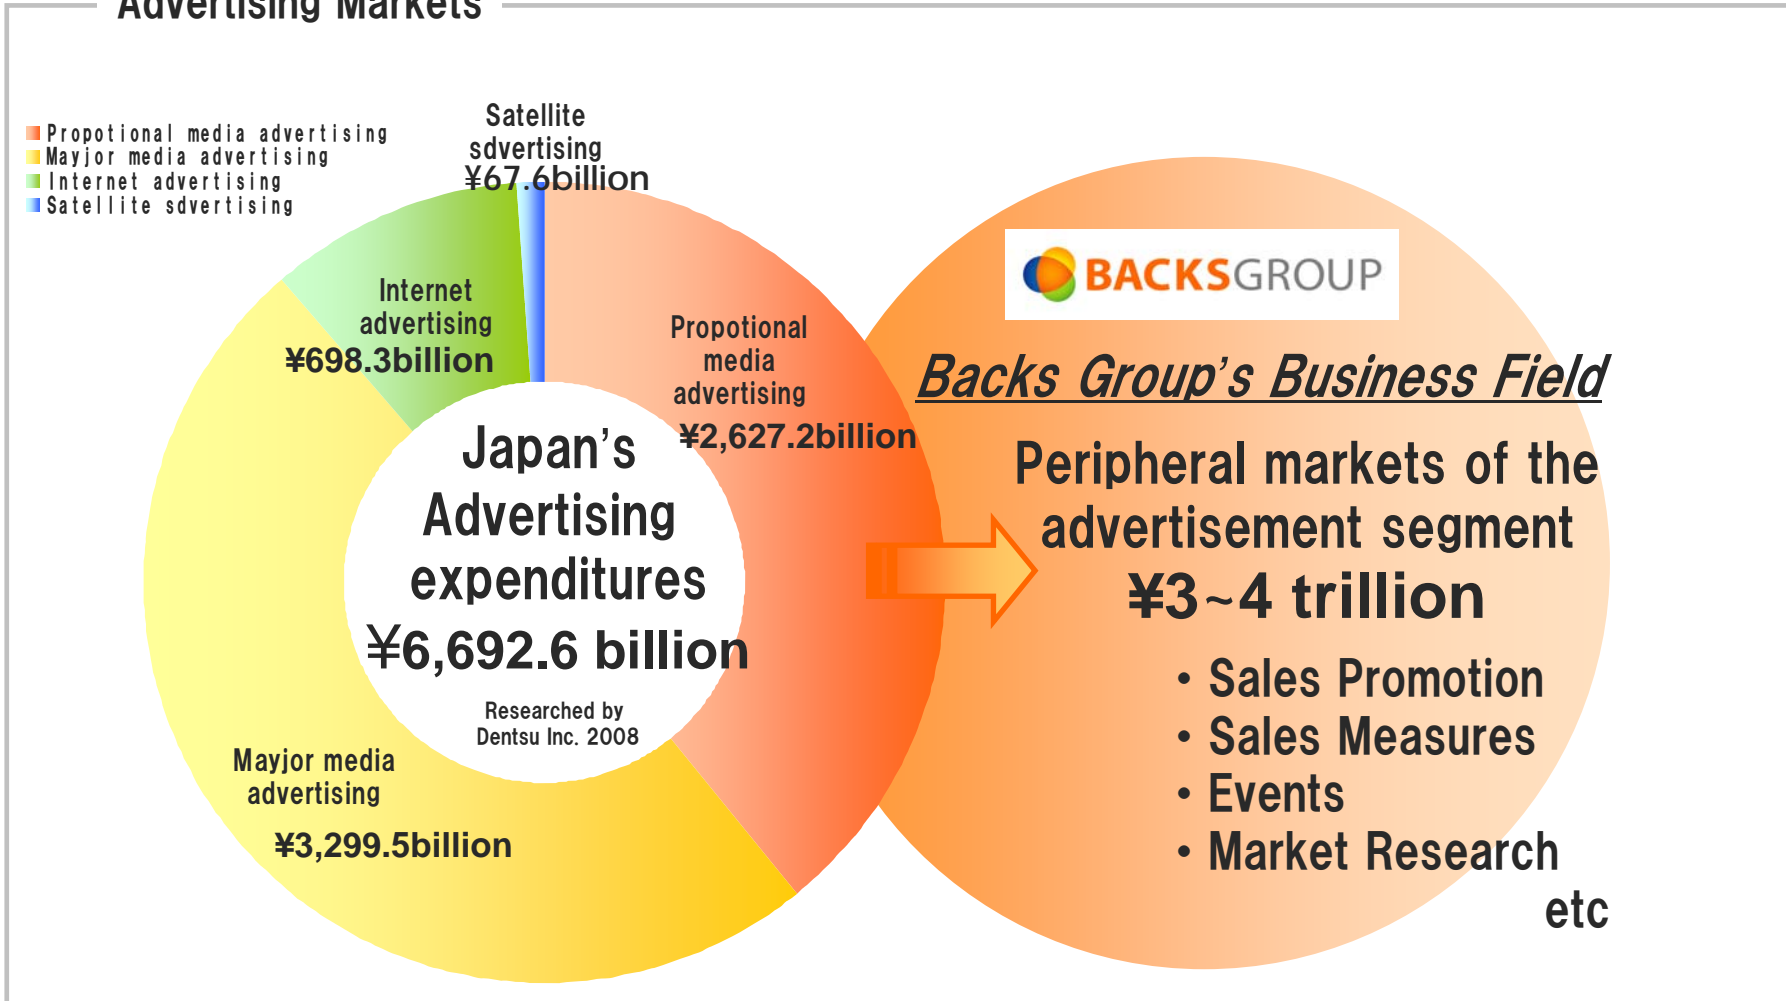 Advertising Markets
Propotional media advertising
Mayjor media advertising
Internet advertising
Satellite sdvertising
Satellite
sdvertising
¥67.6billion
Internet
advertising
¥698.3billion
Propotional
media
advertising
¥2,627.2billion
Japan's
Advertising
expenditures
¥6,692.6 billion
Researched by
Dentsu Inc. 2008
Mayjor media
advertising
¥3,299.5billion
BACKSGROUP
Backs Group's Business Field
Peripheral markets of the
advertisement segment
¥3~4 trillion
・Sales Promotion
・Sales Measures
・Events
・Market Research
etc